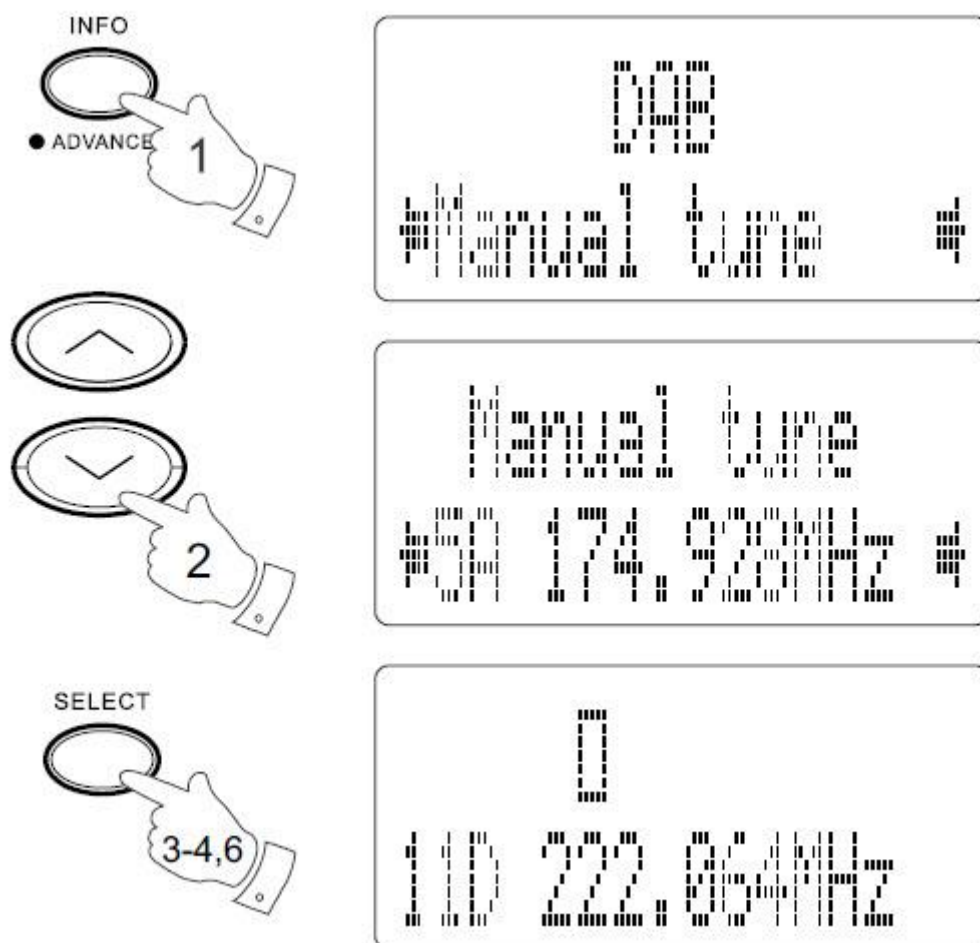 INFO
● ADVANCE
1
DAB
Manual tune
2
Manual tune
5A 174.928MHz
SELECT
3-4,6
0
11D 222.064MHz